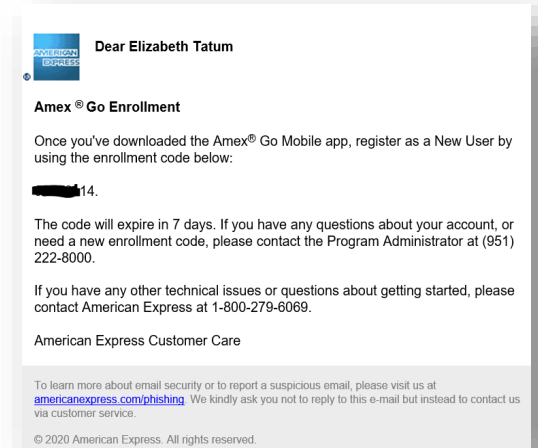 AMERICAN
EXPRESS
®
Dear Elizabeth Tatum
Amex ® Go Enrollment
Once you've downloaded the Amex® Go Mobile app, register as a New User by
using the enrollment code below:
14.
The code will expire in 7 days. If you have any questions about your account, or
need a new enrollment code, please contact the Program Administrator at (951)
222-8000.
If you have any other technical issues or questions about getting started, please
contact American Express at 1-800-279-6069.
American Express Customer Care
To learn more about email security or to report a suspicious email, please visit us at
americanexpress.com/phishing. We kindly ask you not to reply to this e-mail but instead to contact us
via customer service.
© 2020 American Express. All rights reserved.